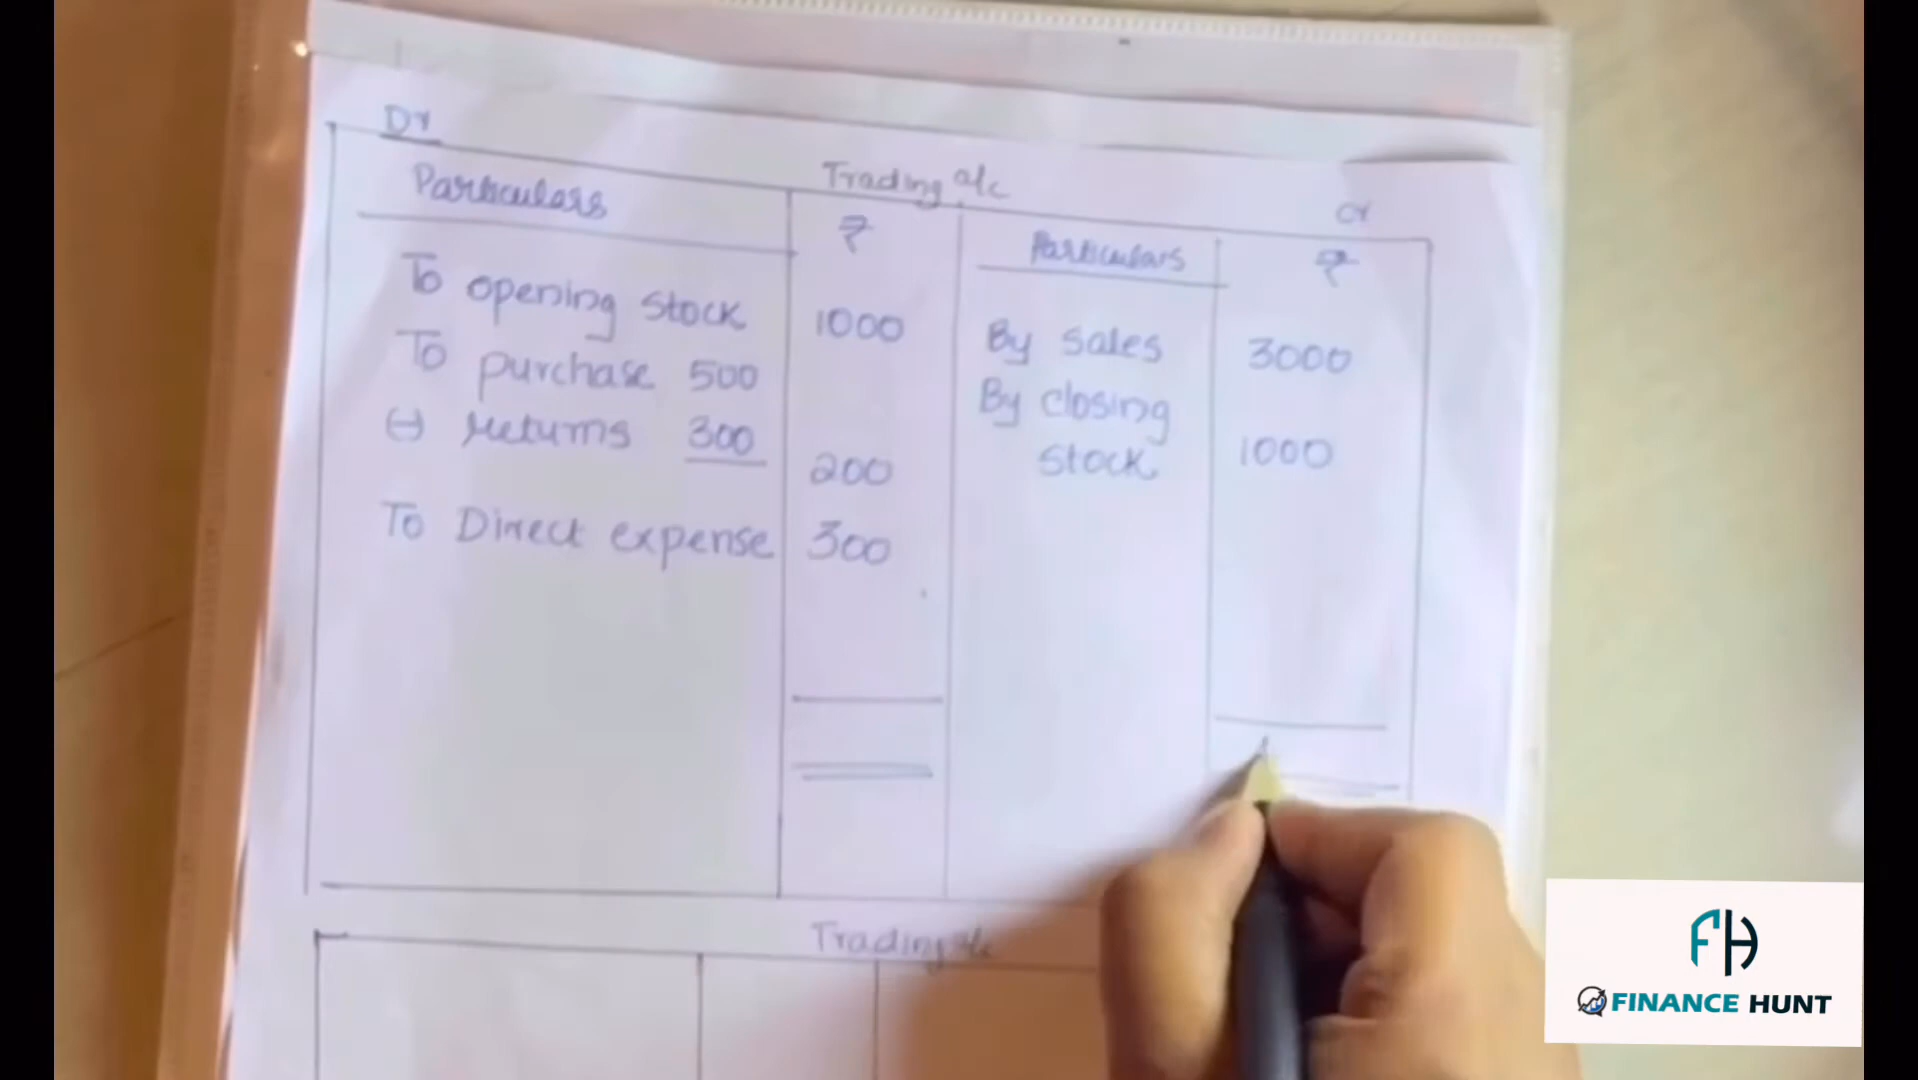 Dr
Trading a/c
Cr
Particulars ₹ Particulars ₹
To opening stock 1000 By sales 3000
To purchase 500 By closing
(-) returns 300 stock 1000
200
To Direct expense 300
Trading a/c
FH
FINANCE HUNT